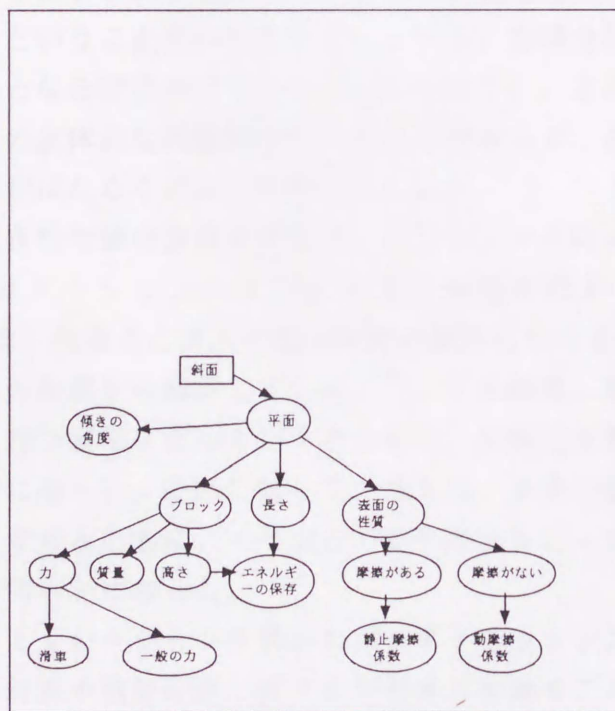 斜面
傾きの
角度
平面
ブロック
長さ
表面の
性質
力
質量
高さ
エネルギ
ーの保存
摩擦がある
摩擦がない
滑車
一般の力
静止摩擦
係数
動摩擦
係数